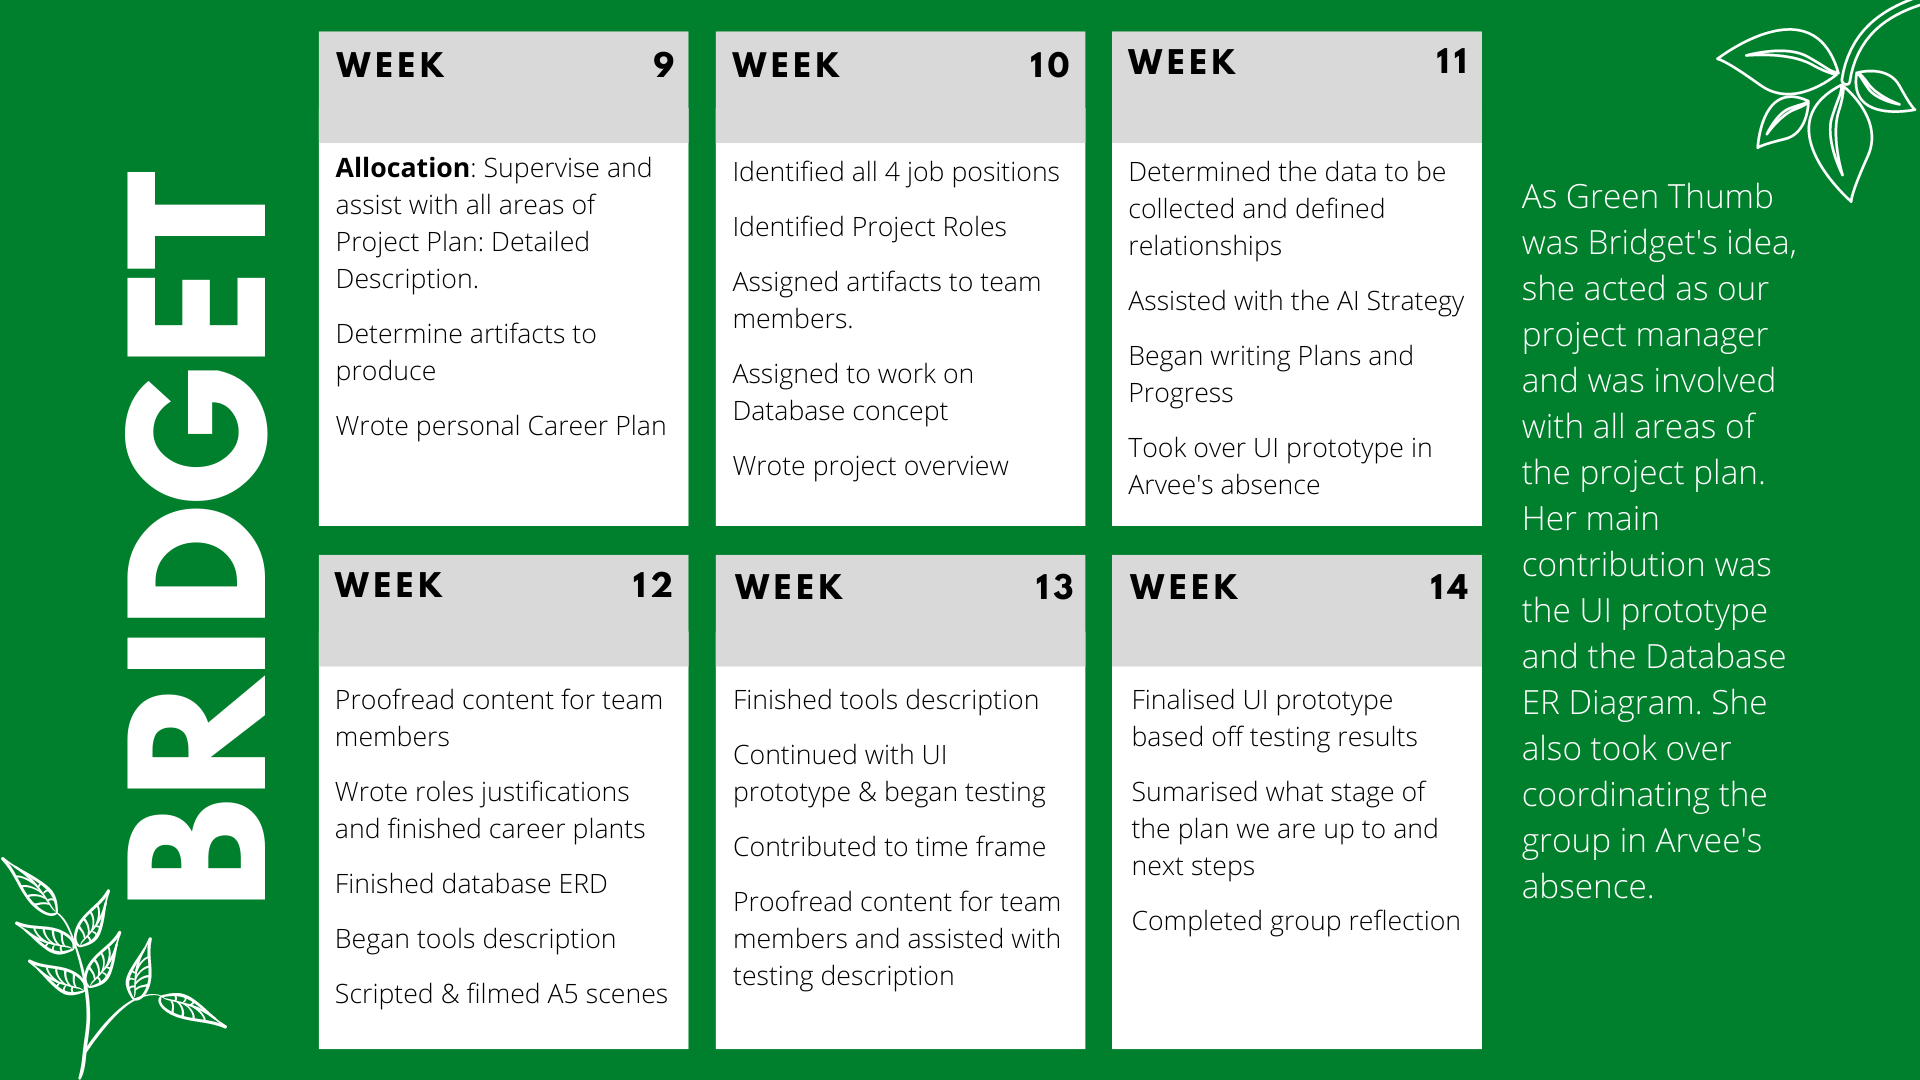 BRIDGET
WEEK 9
Allocation: Supervise and
assist with all areas of
Project Plan: Detailed
Description.
Determine artifacts to
produce
Wrote personal Career Plan
WEEK 10
Identified all 4 job positions
Identified Project Roles
Assigned artifacts to team
members.
Assigned to work on
Database concept
Wrote project overview
WEEK 11
Determined the data to be
collected and defined
relationships
Assisted with the AI Strategy
Began writing Plans and
Progress
Took over UI prototype in
Arvee's absence
WEEK 12
Proofread content for team
members
Wrote roles justifications
and finished career plants
Finished database ERD
Began tools description
Scripted & filmed A5 scenes
WEEK 13
Finished tools description
Continued with UI
prototype & began testing
Contributed to time frame
Proofread content for team
members and assisted with
testing description
WEEK 14
Finalised UI prototype
based off testing results
Sumarised what stage of
the plan we are up to and
next steps
Completed group reflection
As Green Thumb
was Bridget's idea,
she acted as our
project manager
and was involved
with all areas of
the project plan.
Her main
contribution was
the UI prototype
and the Database
ER Diagram. She
also took over
coordinating the
group in Arvee's
absence.